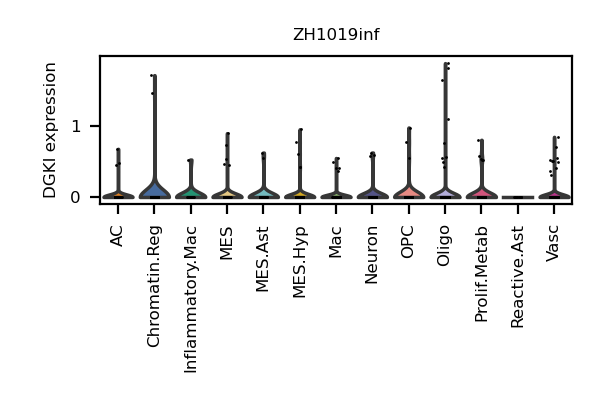 ZH1019inf
DGKI expression
1
0
AC
Chromatin.Reg
Inflammatory.Mac
MES
MES.Ast
MES.Hyp
Mac
Neuron
OPC
Oligo
Prolif.Metab
Reactive.Ast
Vasc